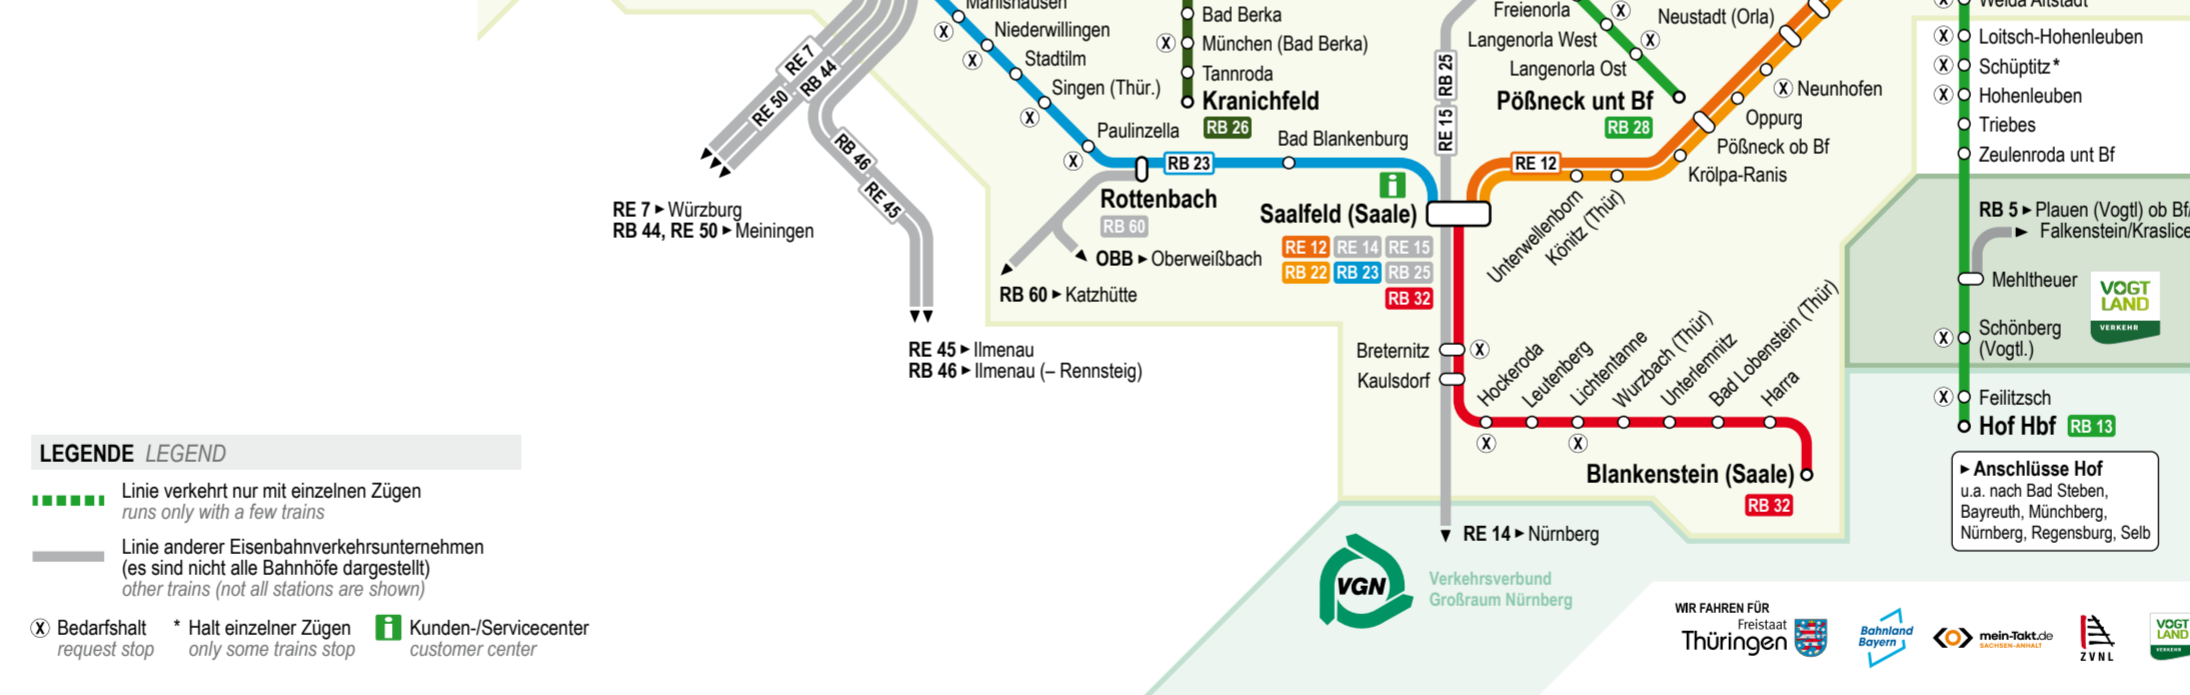 Mahlshausen
Niederwillingen
Stadtilm
Singen (Thür.)
Paulinzella
RE 7
RE 50
RB 44
RB 46
RE 45
RE 7 ► Würzburg
RB 44, RE 50 ► Meiningen
RB 23
Bad Blankenburg
Rottenbach
RB 60
OBB ► Oberweißbach
RB 60 ► Katzhütte
RE 45 ► Ilmenau
RB 46 ► Ilmenau (– Rennsteig)
Bad Berka
München (Bad Berka)
Tannroda
Kranichfeld
RB 26
RB 25
RE 15
Freienorla
Langenorla West
Langenorla Ost
Pößneck unt Bf
RB 28
Neustadt (Orla)
Neunhofen
Oppurg
Pößneck ob Bf
Krölpa-Ranis
RE 12
Könitz (Thür)
Unterwellenborn
i
Saalfeld (Saale)
RE 12 RE 14 RE 15
RB 22 RB 23 RB 25
RB 32
Breternitz X
Kaulsdorf
Hockeroda
Leutenberg
Lichtentanne
Wurzbach (Thür)
Unterlemnitz
Bad Lobenstein (Thür)
Harra
Blankenstein (Saale)
RB 32
RE 14 ► Nürnberg
VGN
Verkehrsverbund
Großraum Nürnberg
Weida Altstadt
X Loitsch-Hohenleuben
X Schüptitz*
X Hohenleuben
Triebes
Zeulenroda unt Bf
RB 5 ► Plauen (Vogtl) ob Bf/
► Falkenstein/Kraslice
Mehltheuer
VOGT
LAND
VERKEHR
X Schönberg
(Vogtl.)
X Feilitzsch
Hof Hbf RB 13
► Anschlüsse Hof
u.a. nach Bad Steben,
Bayreuth, Münchberg,
Nürnberg, Regensburg, Selb
LEGENDE LEGEND
Linie verkehrt nur mit einzelnen Zügen
runs only with a few trains
Linie anderer Eisenbahnverkehrsunternehmen
(es sind nicht alle Bahnhöfe dargestellt)
other trains (not all stations are shown)
X Bedarfshalt
request stop
* Halt einzelner Zügen
only some trains stop
i Kunden-/Servicecenter
customer center
WIR FAHREN FÜR
Freistaat
Thüringen
Bahnland
Bayern
mein-Takt.de
SACHSEN-ANHALT
ZVNL
VOGT
LAND
VERKEHR